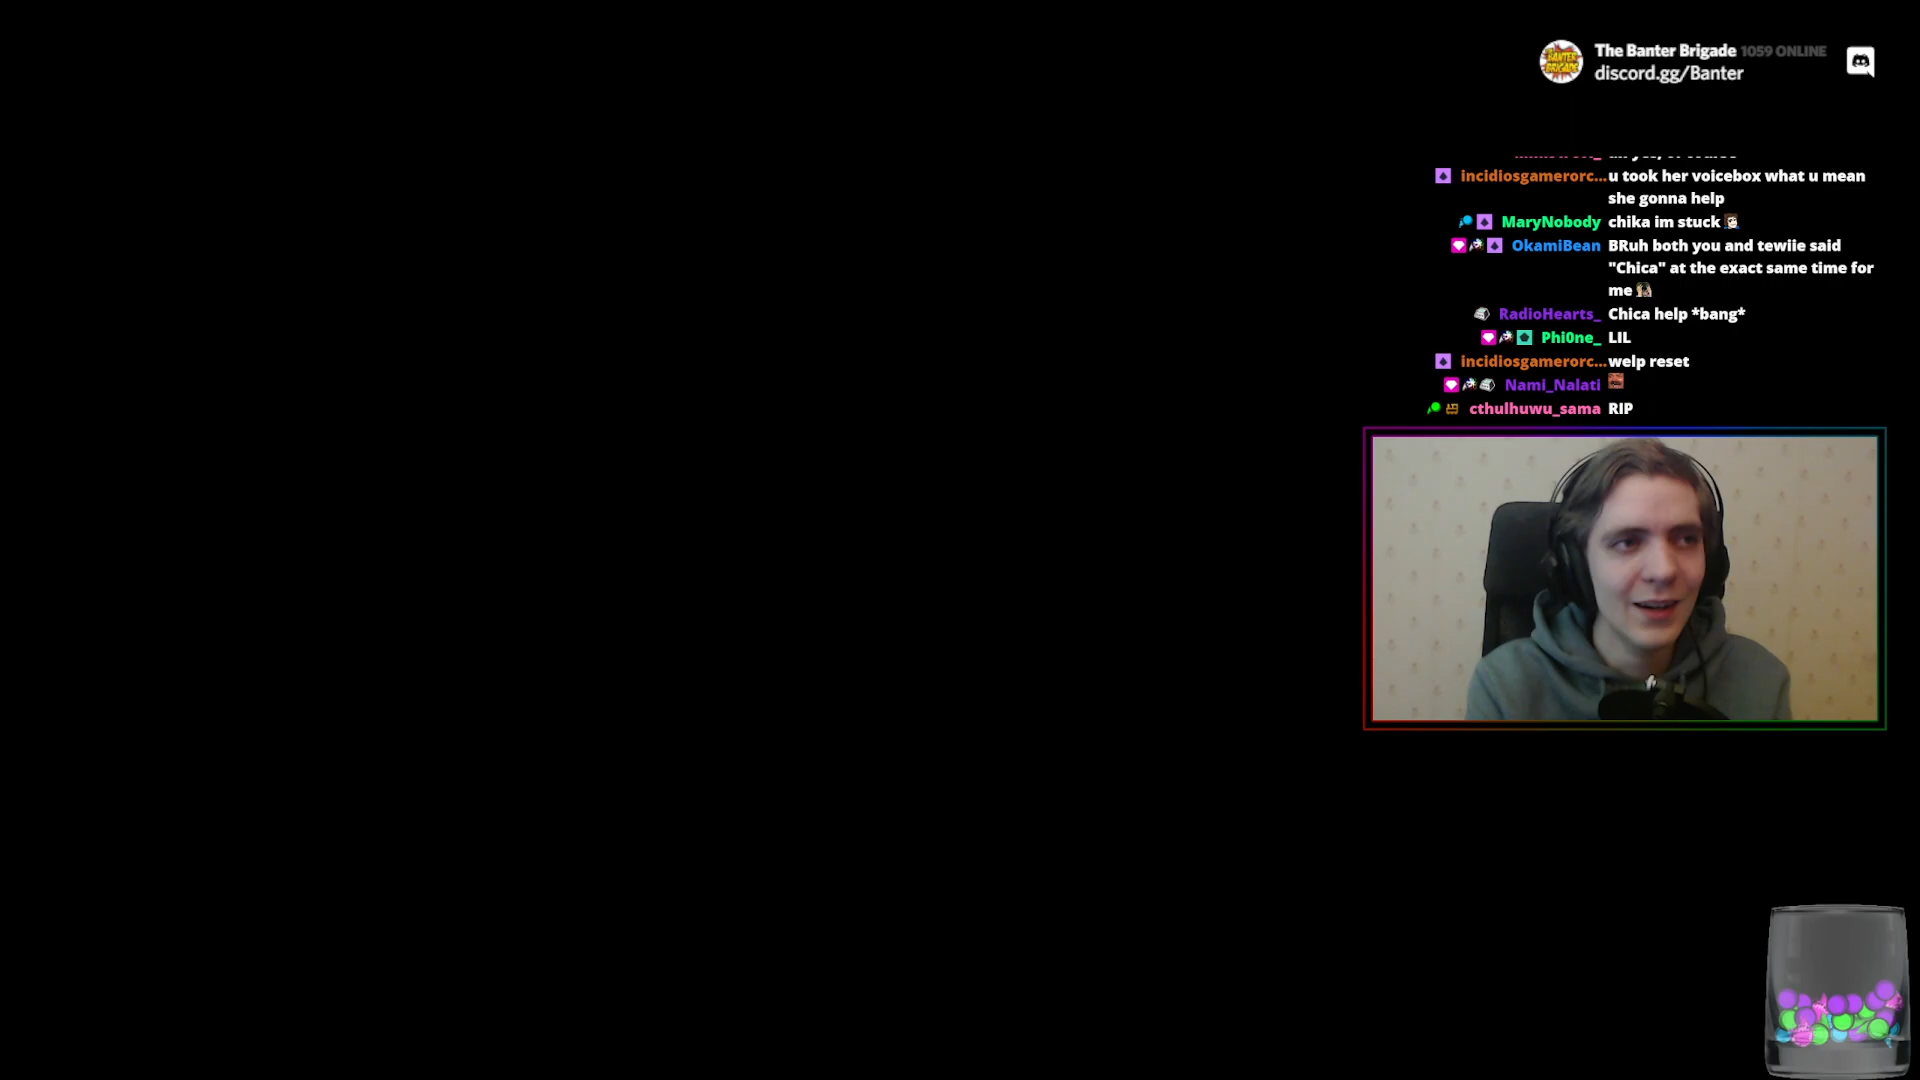 The Banter Brigade 1059 ONLINE
discord.gg/Banter
incidiosgamerorc... u took her voicebox what u mean
she gonna help
MaryNobody chika im stuck
OkamiBean BRuh both you and tewiie said
"Chica" at the exact same time for
me
RadioHearts_ Chica help *bang*
Phi0ne_ LIL
incidiosgamerorc... welp reset
Nami_Nalati
cthulhuwu_sama RIP